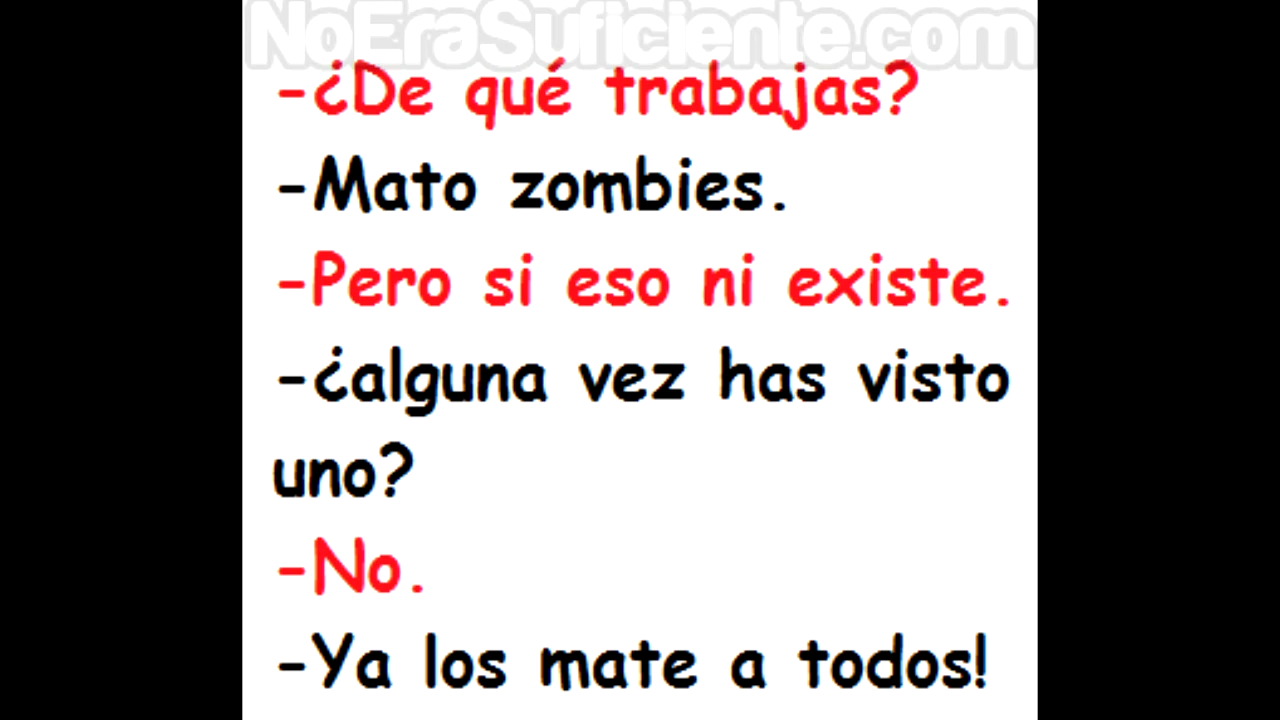 NoEraSuficiente.com
-¿De qué trabajas?
-Mato zombies.
-Pero si eso ni existe.
-¿alguna vez has visto
uno?
-No.
-Ya los mate a todos!